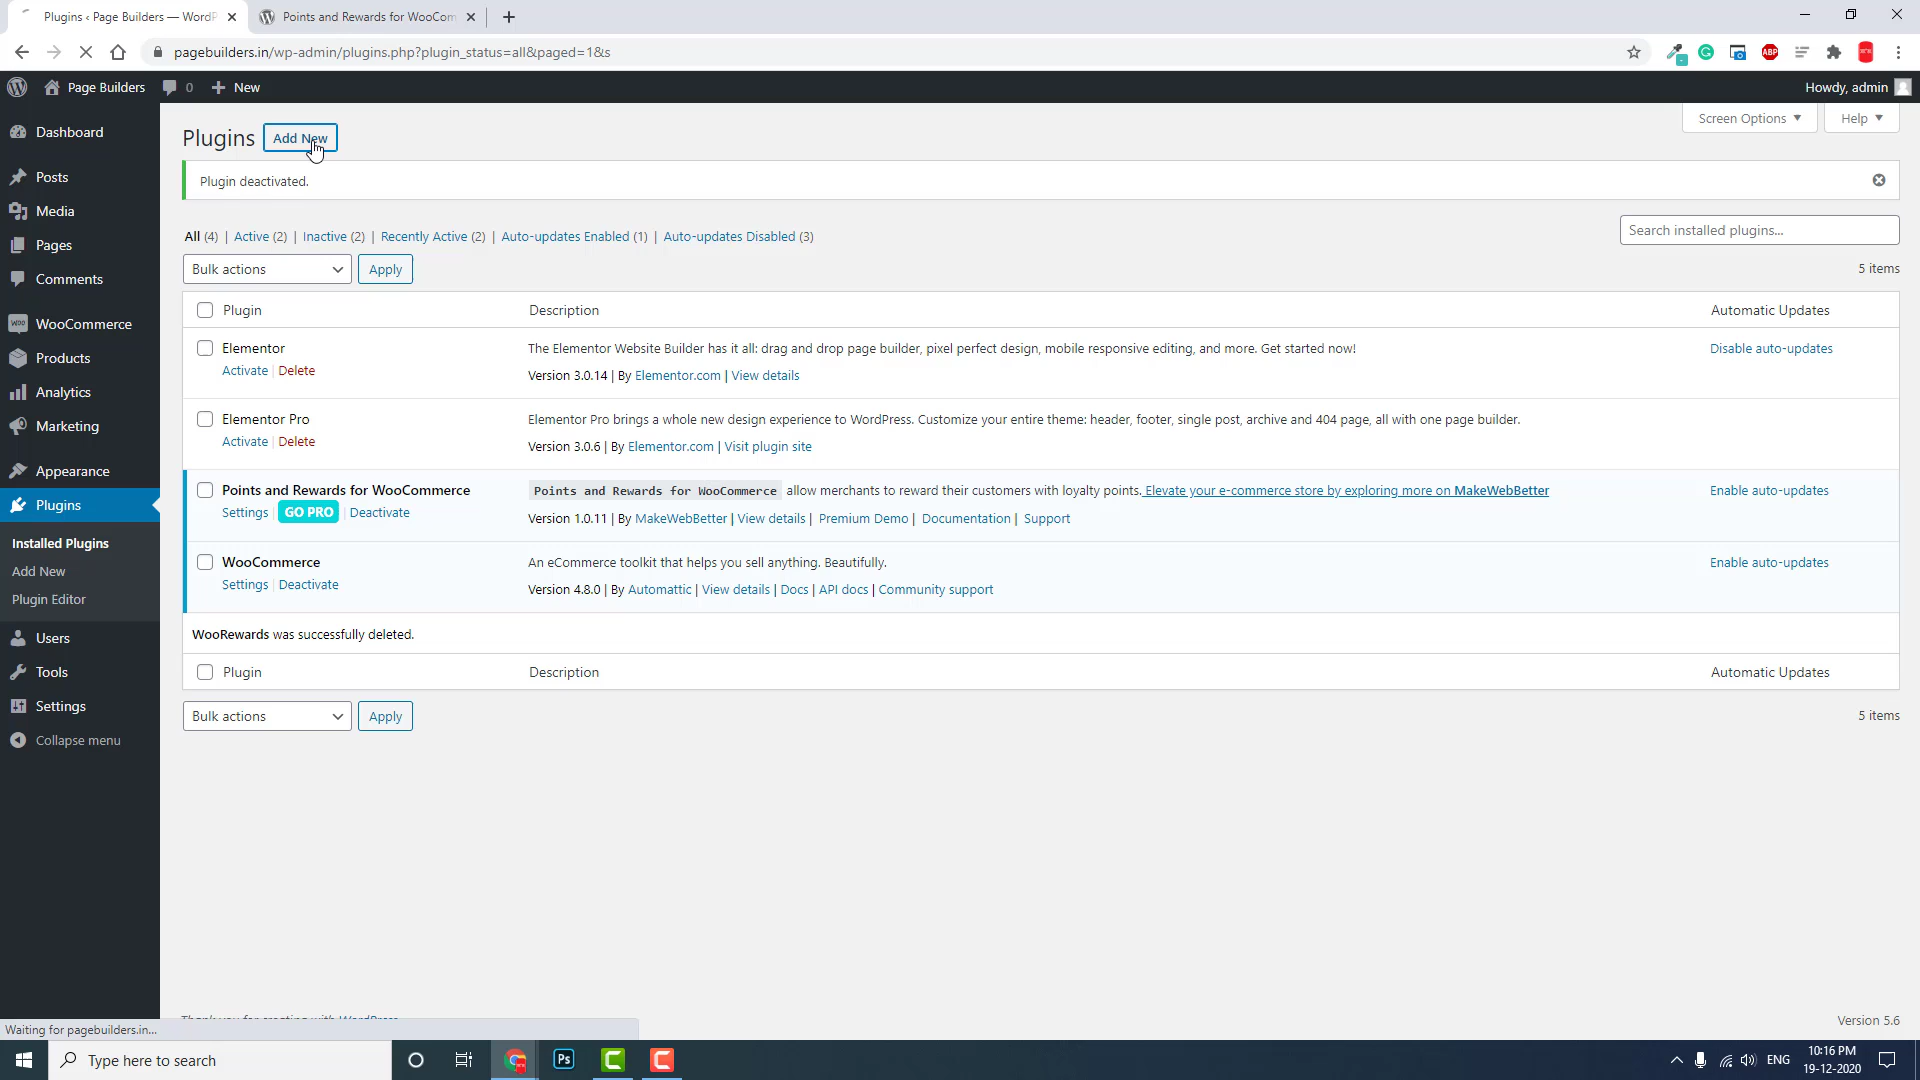 Plugins ‹ Page Builders — WordP
Points and Rewards for WooCom
pagebuilders.in/wp-admin/plugins.php?plugin_status=all&paged=1&s
ABP
Page Builders
0
New
Howdy, admin
Dashboard
Posts
Media
Pages
Comments
WooCommerce
Products
Analytics
Marketing
Appearance
Plugins
Installed Plugins
Add New
Plugin Editor
Users
Tools
Settings
Collapse menu
Plugins
Add New
Screen Options
Help
Plugin deactivated.
All (4) | Active (2) | Inactive (2) | Recently Active (2) | Auto-updates Enabled (1) | Auto-updates Disabled (3)
Search installed plugins...
Bulk actions
Apply
5 items
Plugin
Description
Automatic Updates
Elementor
Activate | Delete
The Elementor Website Builder has it all: drag and drop page builder, pixel perfect design, mobile responsive editing, and more. Get started now!
Version 3.0.14 | By Elementor.com | View details
Disable auto-updates
Elementor Pro
Activate | Delete
Elementor Pro brings a whole new design experience to WordPress. Customize your entire theme: header, footer, single post, archive and 404 page, all with one page builder.
Version 3.0.6 | By Elementor.com | Visit plugin site
Points and Rewards for WooCommerce
Settings | GO PRO | Deactivate
Points and Rewards for WooCommerce allow merchants to reward their customers with loyalty points. Elevate your e-commerce store by exploring more on MakeWebBetter
Version 1.0.11 | By MakeWebBetter | View details | Premium Demo | Documentation | Support
Enable auto-updates
WooCommerce
Settings | Deactivate
An eCommerce toolkit that helps you sell anything. Beautifully.
Version 4.8.0 | By Automattic | View details | Docs | API docs | Community support
Enable auto-updates
WooRewards was successfully deleted.
Plugin
Description
Automatic Updates
Bulk actions
Apply
5 items
Thank you for creating with WordPress
Version 5.6
Waiting for pagebuilders.in...
Type here to search
Ps
ENG
10:16 PM
19-12-2020